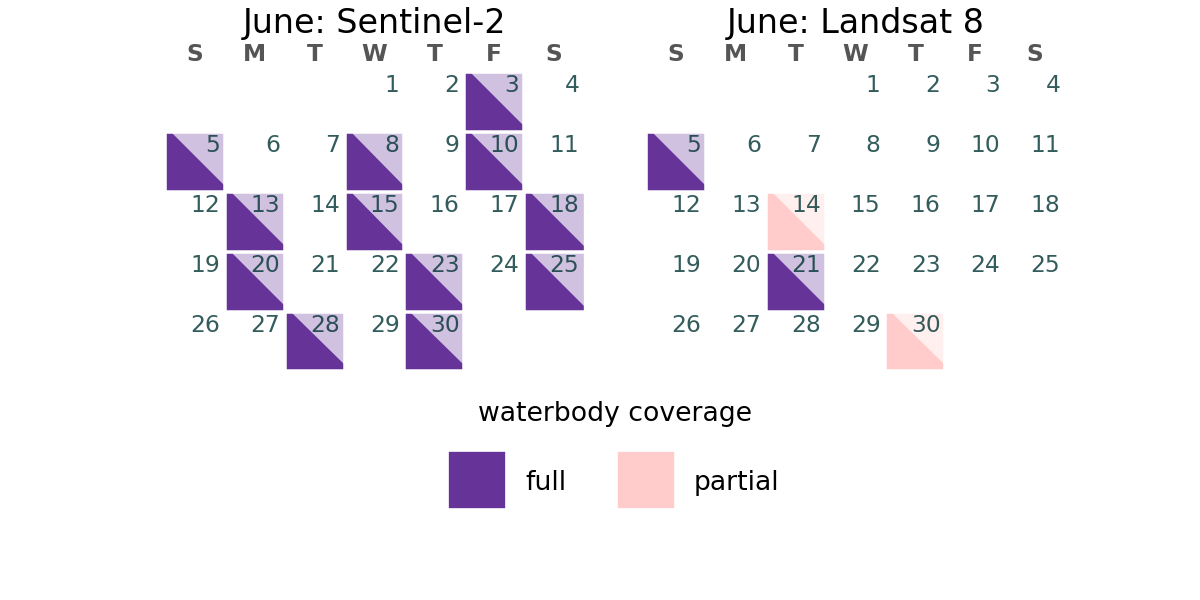 June: Sentinel-2
S M T W T F S
1 2 3 4
5 6 7 8 9 10 11
12 13 14 15 16 17 18
19 20 21 22 23 24 25
26 27 28 29 30
June: Landsat 8
S M T W T F S
1 2 3 4
5 6 7 8 9 10 11
12 13 14 15 16 17 18
19 20 21 22 23 24 25
26 27 28 29 30
waterbody coverage
full partial